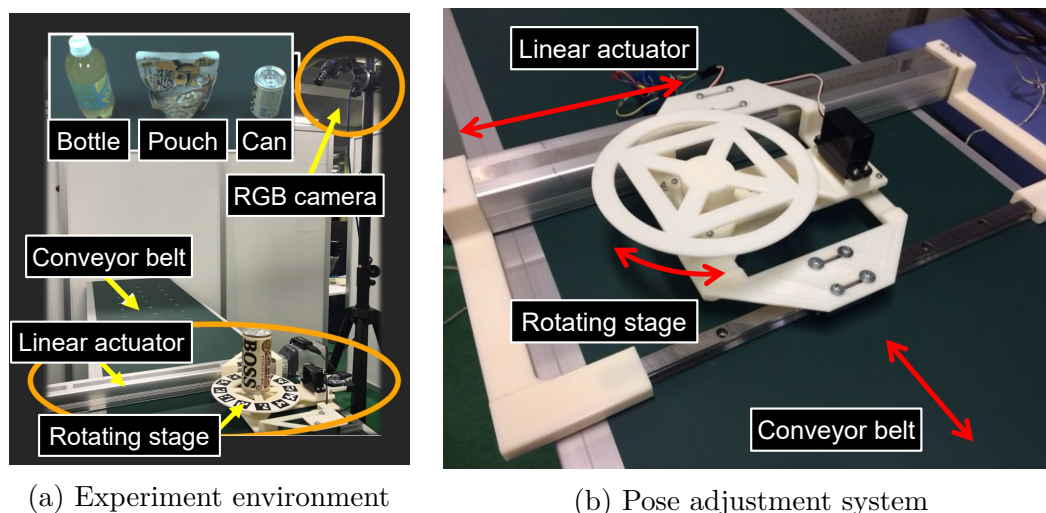 Bottle
Pouch
Can
RGB camera
Conveyor belt
Linear actuator
BOSS
Rotating stage
(a) Experiment environment
Linear actuator
Rotating stage
Conveyor belt
(b) Pose adjustment system